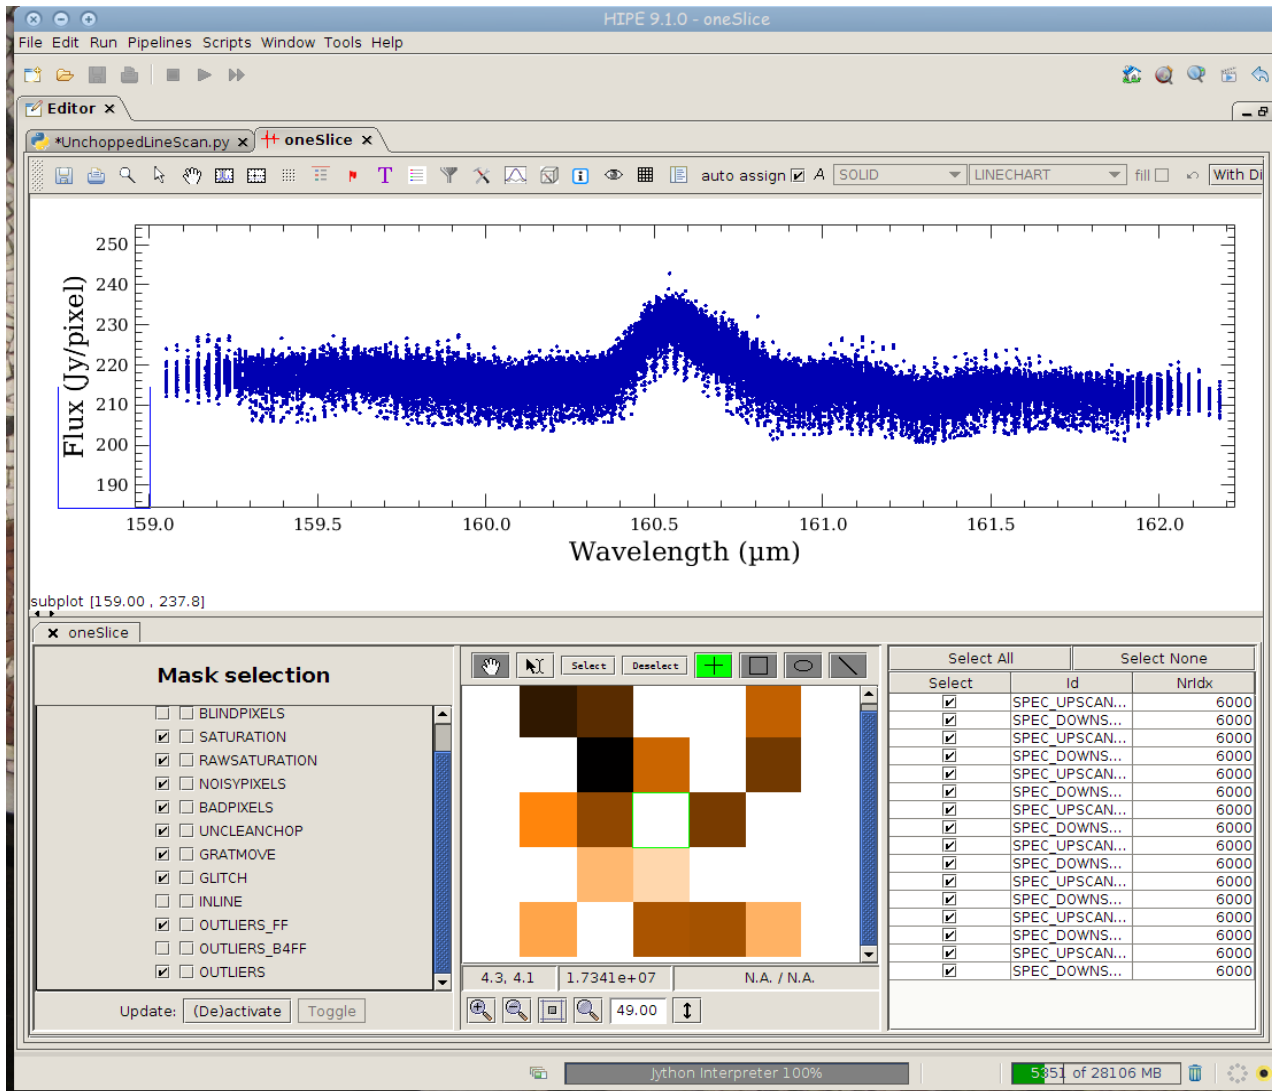 HIPE 9.1.0 - oneSlice
File Edit Run Pipelines Scripts Window Tools Help
Editor x
*UnchoppedLineScan.py x oneSlice x
T auto assign A SOLID LINECHART fill With Di
250
240
230
220
210
200
190
Flux (Jy/pixel)
159.0 159.5 160.0 160.5 161.0 161.5 162.0
Wavelength (µm)
subplot [159.00 , 237.8]
x oneSlice
Mask selection
BLINDPIXELS
SATURATION
RAWSATURATION
NOISYPIXELS
BADPIXELS
UNCLEANCHOP
GRATMOVE
GLITCH
INLINE
OUTLIERS_FF
OUTLIERS_B4FF
OUTLIERS
Update: (De)activate Toggle
Select Deselect
4.3, 4.1 1.7341e+07 N.A. / N.A.
49.00
Select All Select None
Select Id NrIdx
SPEC_UPSCAN... 6000
SPEC_DOWNS... 6000
SPEC_UPSCAN... 6000
SPEC_DOWNS... 6000
SPEC_UPSCAN... 6000
SPEC_DOWNS... 6000
SPEC_UPSCAN... 6000
SPEC_DOWNS... 6000
SPEC_UPSCAN... 6000
SPEC_DOWNS... 6000
SPEC_UPSCAN... 6000
SPEC_DOWNS... 6000
SPEC_UPSCAN... 6000
SPEC_DOWNS... 6000
SPEC_UPSCAN... 6000
SPEC_DOWNS... 6000
Jython Interpreter 100%
5351 of 28106 MB